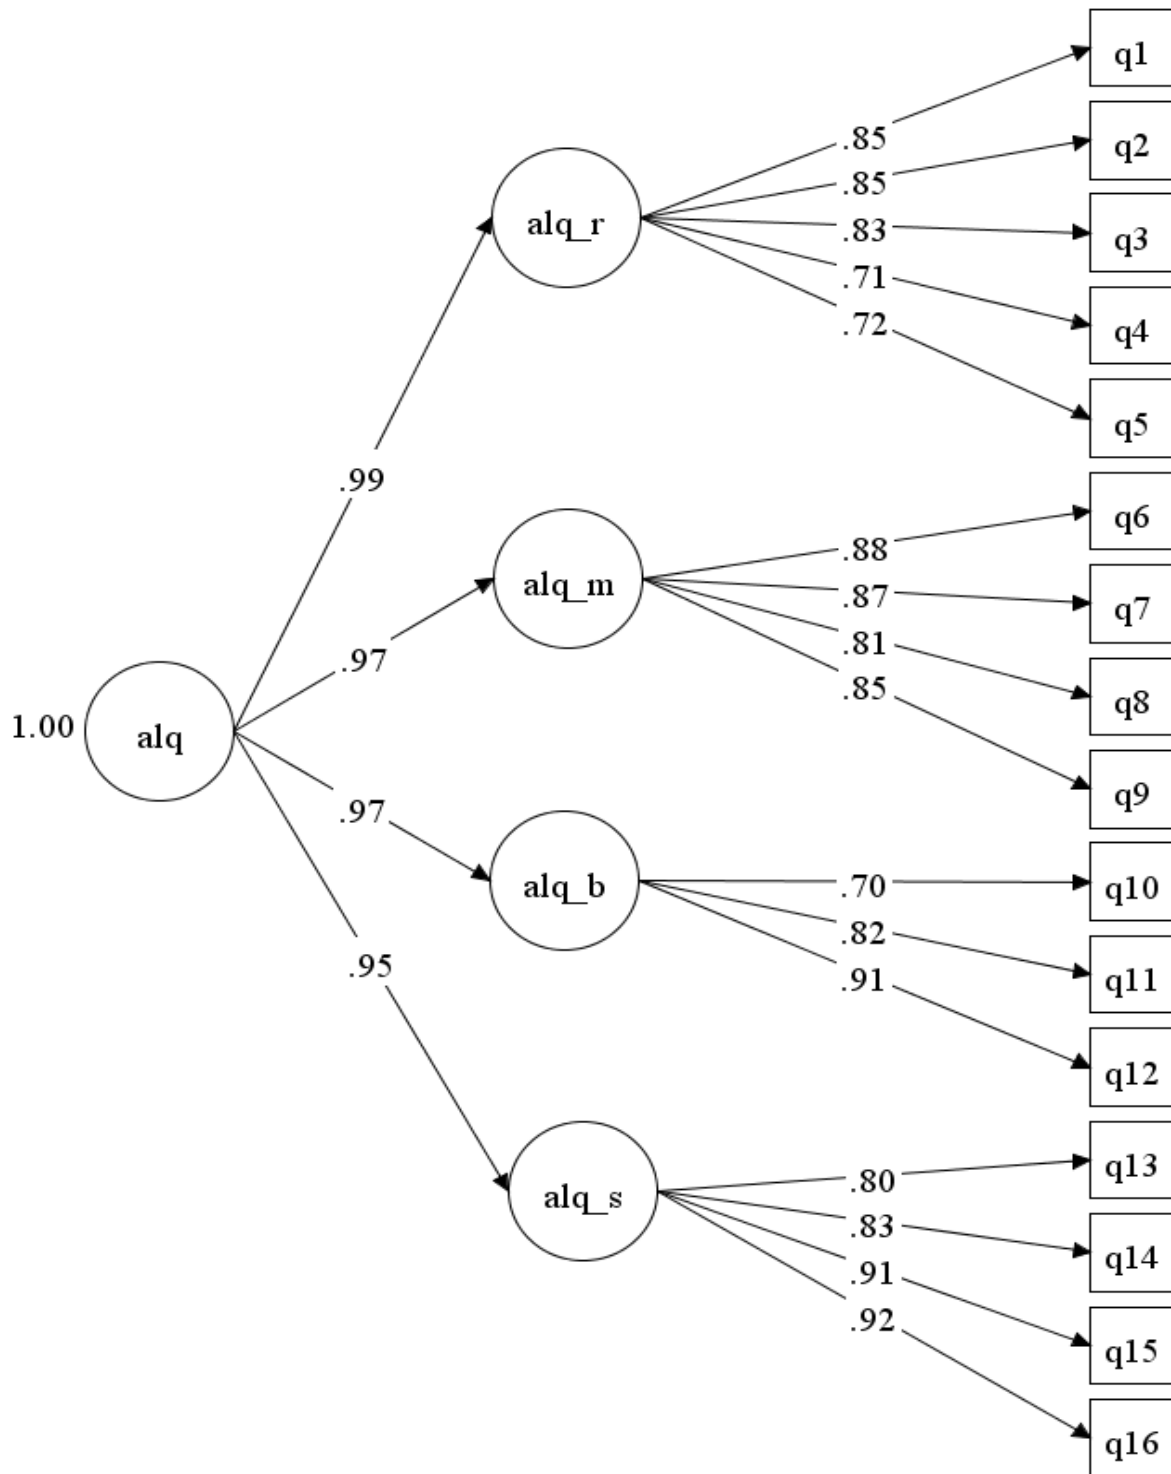 q1
.85
q2
.85
alq_r
.83
q3
.71
q4
.72
q5
.99
q6
.88
alq_m
.87
q7
.81
q8
.97
.85
1.00
alq
q9
.97
alq_b
.70
q10
.82
q11
.95
.91
q12
.80
q13
alq_s
.83
q14
.91
q15
.92
q16